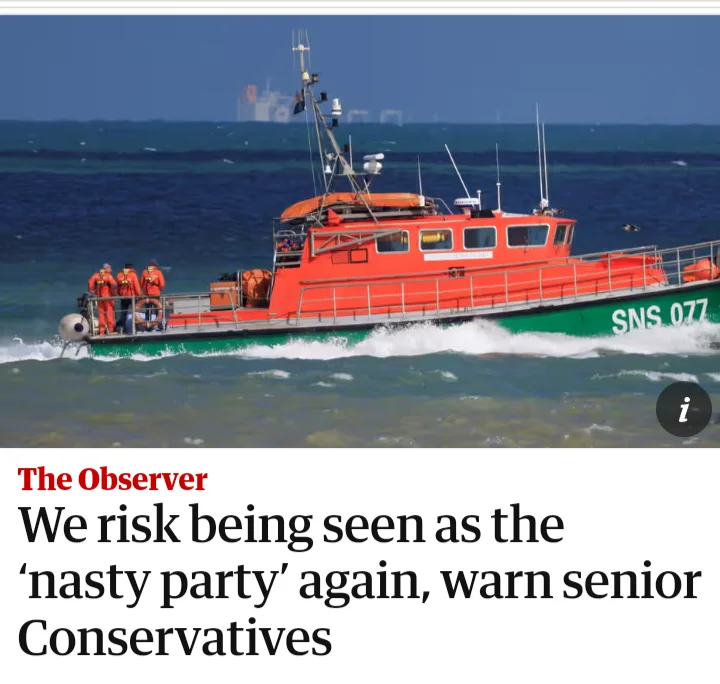 SNS 077
i
The Observer
We risk being seen as the
‘nasty party’ again, warn senior
Conservatives